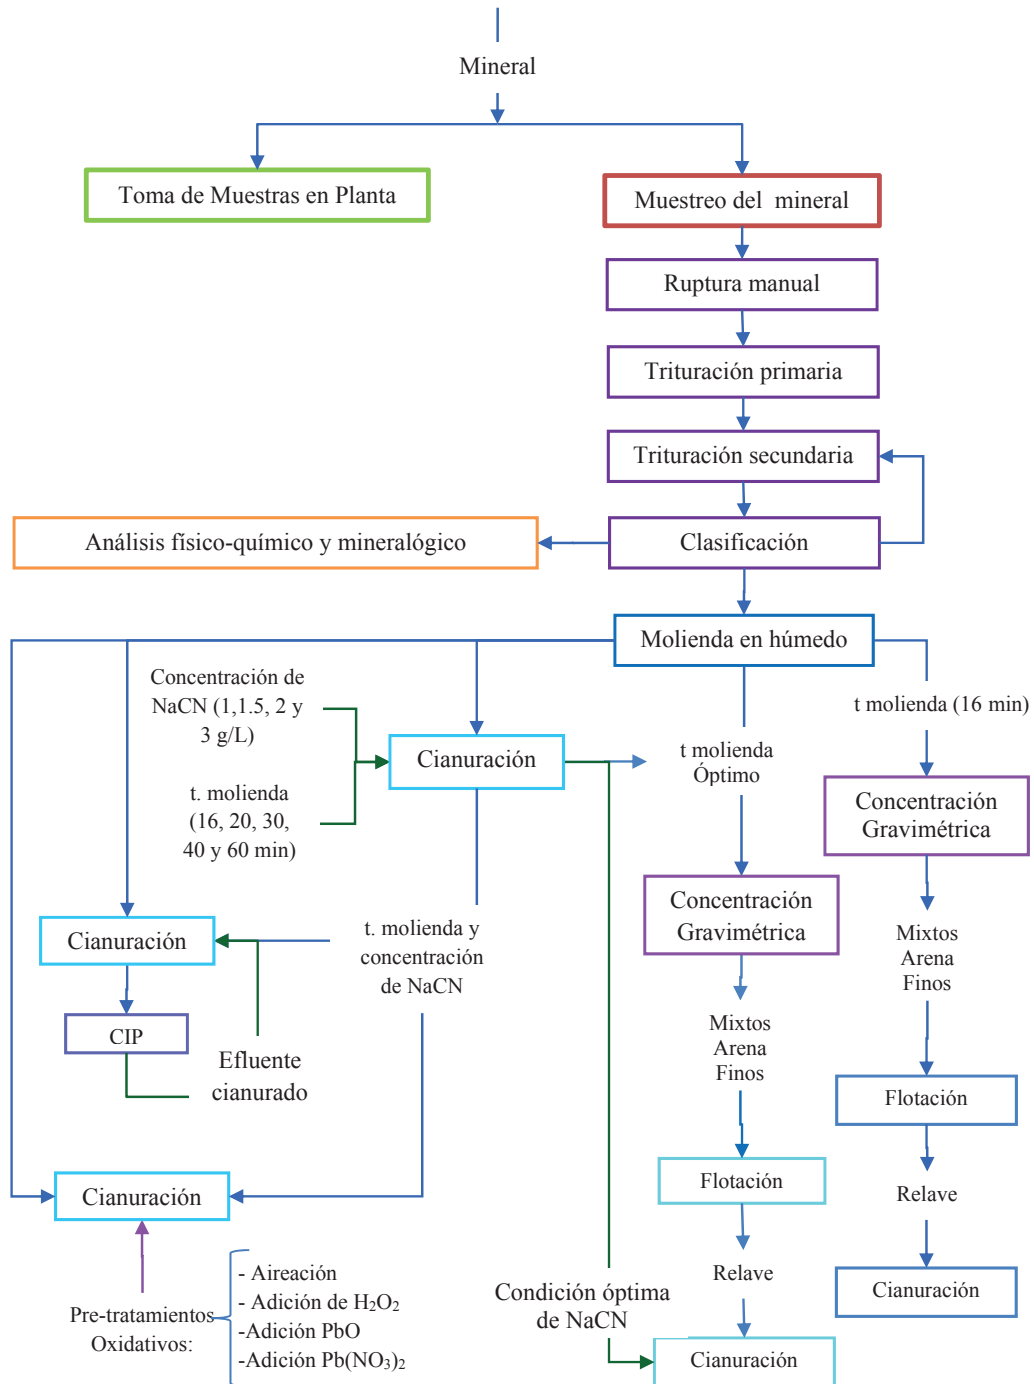 Mineral
Toma de Muestras en Planta
Muestreo del mineral
Ruptura manual
Trituración primaria
Trituración secundaria
Análisis físico-químico y mineralógico
Clasificación
Molienda en húmedo
Concentración de
NaCN (1,1.5, 2 y
3 g/L)
t. molienda
(16, 20, 30,
40 y 60 min)
Cianuración
t molienda
Óptimo
t molienda (16 min)
Concentración
Gravimétrica
Concentración
Gravimétrica
Cianuración
t. molienda y
concentración
de NaCN
Mixtos
Arena
Finos
CIP
Efluente
cianurado
Mixtos
Arena
Finos
Flotación
Cianuración
Flotación
Relave
Pre-tratamientos
Oxidativos:
- Aireación
- Adición de H₂O₂
-Adición PbO
-Adición Pb(NO₃)₂
Condición óptima
de NaCN
Relave
Cianuración
Cianuración